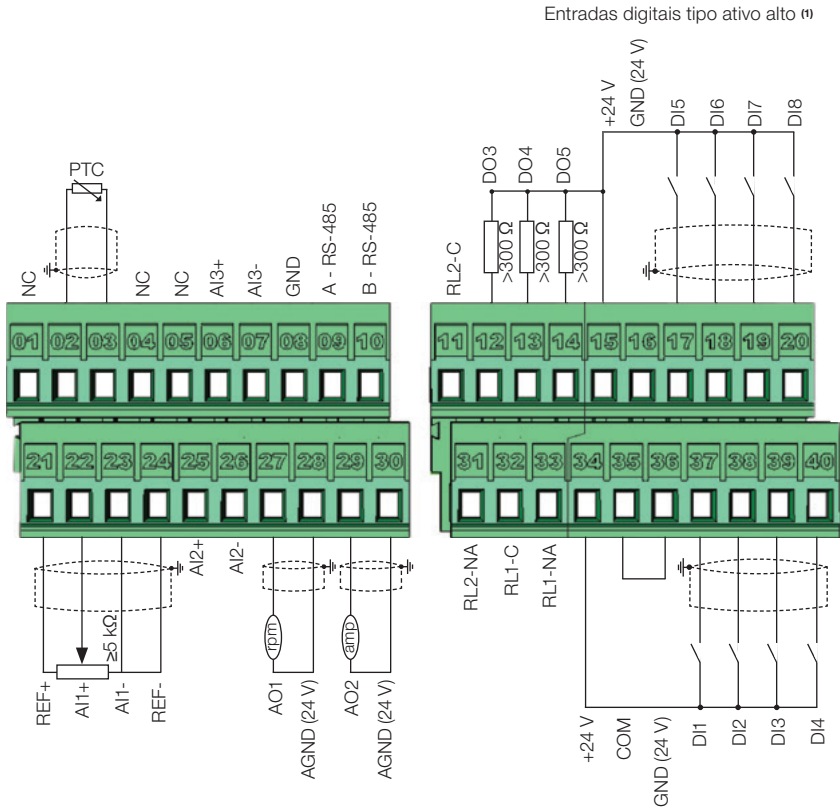 Entradas digitais tipo ativo alto (1)
NC
PTC
NC
NC
AI3+
AI3-
GND
A - RS-485
B - RS-485
RL2-C
DO3
DO4
DO5
>300 Ω
>300 Ω
>300 Ω
+24 V
GND (24 V)
DI5
DI6
DI7
DI8
01 02 03 04 05 06 07 08 09 10
11 12 13 14 15 16 17 18 19 20
21 22 23 24 25 26 27 28 29 30
31 32 33 34 35 36 37 38 39 40
REF+
AI1+
≥5 kΩ
AI1-
REF-
AI2+
AI2-
rpm
AO1
AGND (24 V)
amp
AO2
AGND (24 V)
RL2-NA
RL1-C
RL1-NA
+24 V
COM
GND (24 V)
DI1
DI2
DI3
DI4